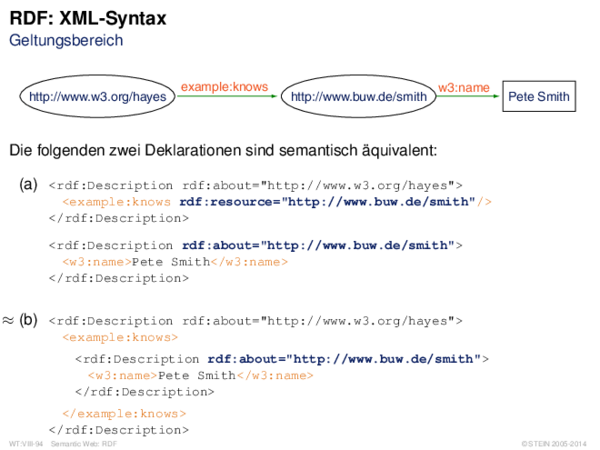 RDF: XML-Syntax
Geltungsbereich
http://www.w3.org/hayes example:knows http://www.buw.de/smith w3:name Pete Smith
Die folgenden zwei Deklarationen sind semantisch äquivalent:
(a) <rdf:Description rdf:about="http://www.w3.org/hayes">
<example:knows rdf:resource="http://www.buw.de/smith"/>
</rdf:Description>
<rdf:Description rdf:about="http://www.buw.de/smith">
<w3:name>Pete Smith</w3:name>
</rdf:Description>
≈ (b) <rdf:Description rdf:about="http://www.w3.org/hayes">
<example:knows>
<rdf:Description rdf:about="http://www.buw.de/smith">
<w3:name>Pete Smith</w3:name>
</rdf:Description>
</example:knows>
</rdf:Description>
WT:VIII-94 Semantic Web: RDF ©STEIN 2005-2014